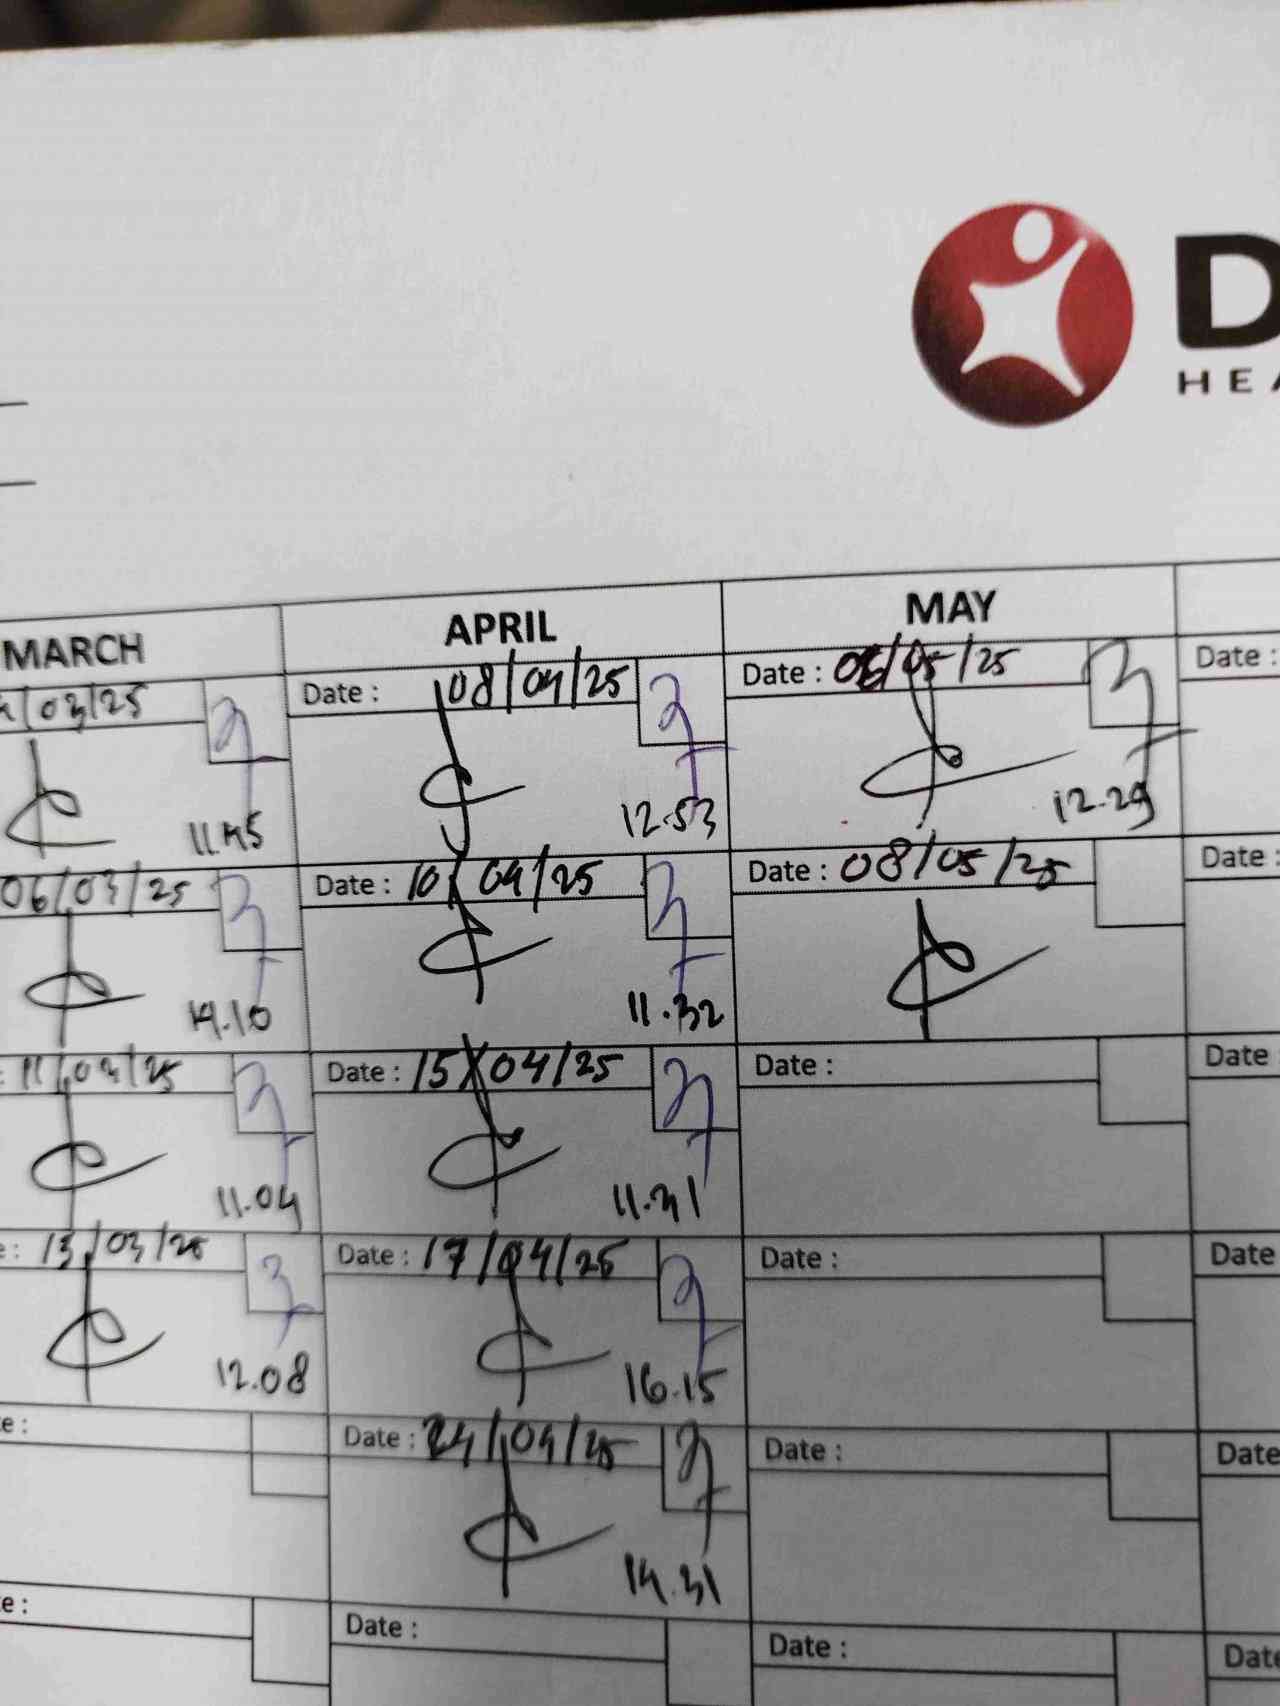 D
HEA
MARCH
APRIL
MAY
/03/25
Date : 08/04/25
Date : 06/05/25
Date :
11.45
12.53
12.29
06/03/25
Date : 10/04/25
Date : 08/05/25
Date :
14.10
11.32
: 11/03/25
Date : 15/04/25
Date :
Date
11.04
11.31
e: 13/03/25
Date : 17/04/25
Date :
Date
12.08
16.15
te :
Date : 24/04/25
Date :
Date
14.31
e :
Date :
Date :
Date